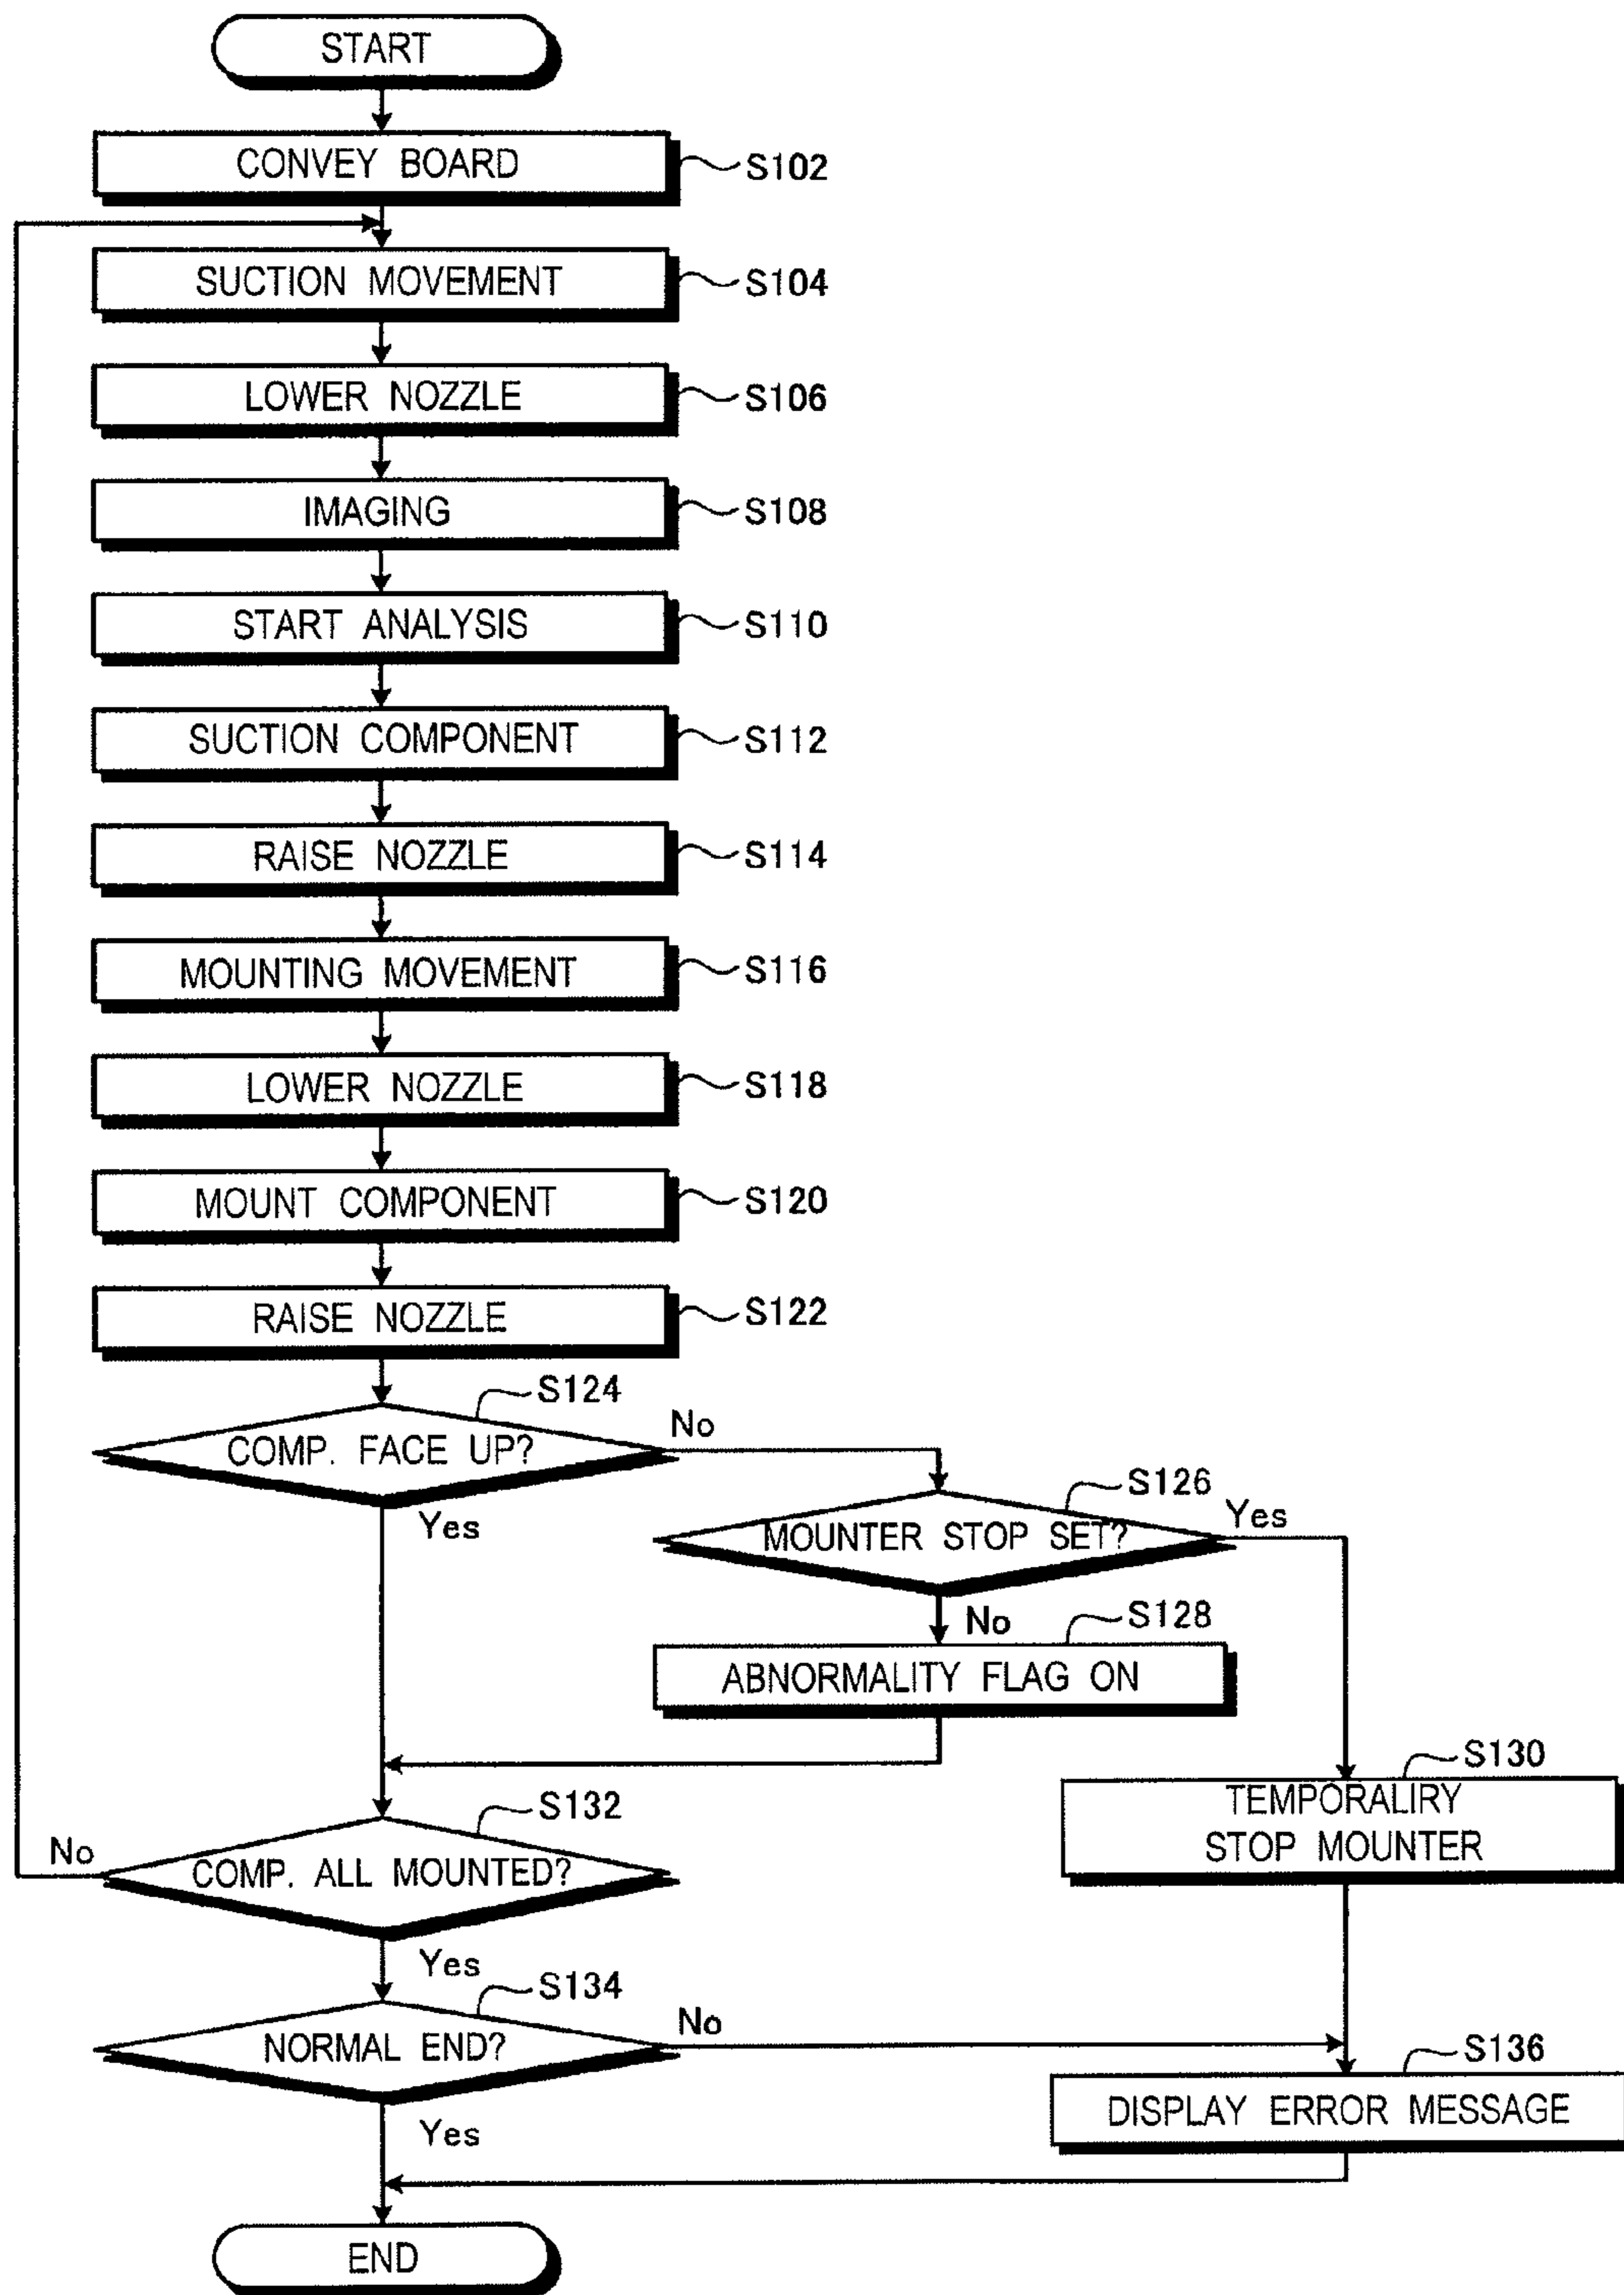 START
CONVEY BOARD
S102
SUCTION MOVEMENT
S104
LOWER NOZZLE
S106
IMAGING
S108
START ANALYSIS
S110
SUCTION COMPONENT
S112
RAISE NOZZLE
S114
MOUNTING MOVEMENT
S116
LOWER NOZZLE
S118
MOUNT COMPONENT
S120
RAISE NOZZLE
S122
S124
COMP. FACE UP?
No
Yes
S126
MOUNTER STOP SET?
Yes
No
S128
ABNORMALITY FLAG ON
S130
TEMPORALIRY
STOP MOUNTER
S132
COMP. ALL MOUNTED?
No
Yes
S134
NORMAL END?
No
Yes
S136
DISPLAY ERROR MESSAGE
END